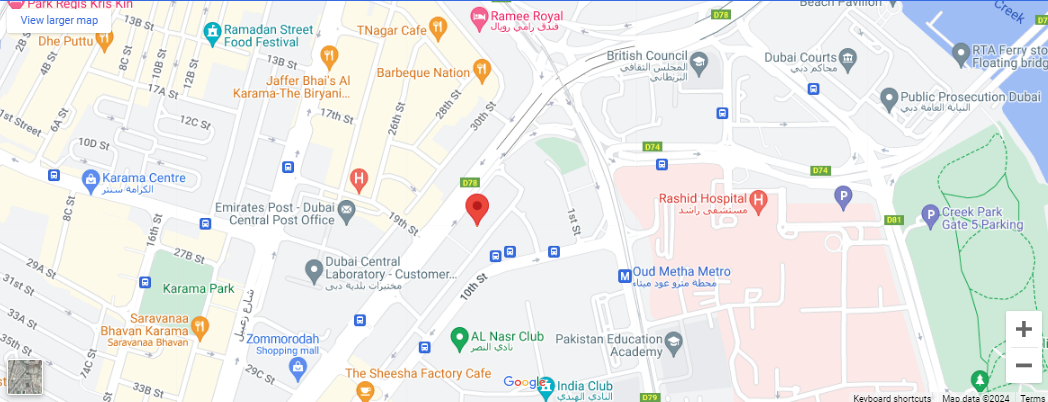 Park Regis Kris Kin
View larger map
Dhe Puttu
TNagar Cafe
Ramee Royal
فندق رامي رويال
D78
Beach Pavilion
Creek
Ramadan Street
Food Festival
13B St
2B St
4B St
8C St
12B St
6A St
Jaffer Bhai's Al
Karama-The Biryani...
Barbeque Nation
British Council
المجلس الثقافي
البريطاني
Dubai Courts
محاكم دبي
RTA Ferry sto
Floating bridg
Public Prosecution Dubai
النيابة العامة دبي
17A St
12C St
10D St
1st Street
17th St
26th St
28th St
30th St
D74
D74
Karama Centre
الكرامة سنتر
D78
Emirates Post - Dubai
Central Post Office
19th St
1st St
Rashid Hospital
مستشفى راشد
D81
Creek Park
Gate 5 Parking
8C St
16th St
27B St
29A St
31st St
33A St
33B St
Dubai Central
Laboratory - Customer...
مختبرات بلدية دبي
10th St
Oud Metha Metro
محطة مترو عود ميثاء
Karama Park
شارع زعبيل
Saravanaa
Bhavan Karama
Saravanaa Bhavan
Zommorodah
Shopping mall
AL Nasr Club
نادي النصر
Pakistan Education
Academy
74C St
33B St
29C St
The Sheesha Factory Cafe
Google
India Club
النادي الهندي
D79
Keyboard shortcuts
Map data ©2024
Terms